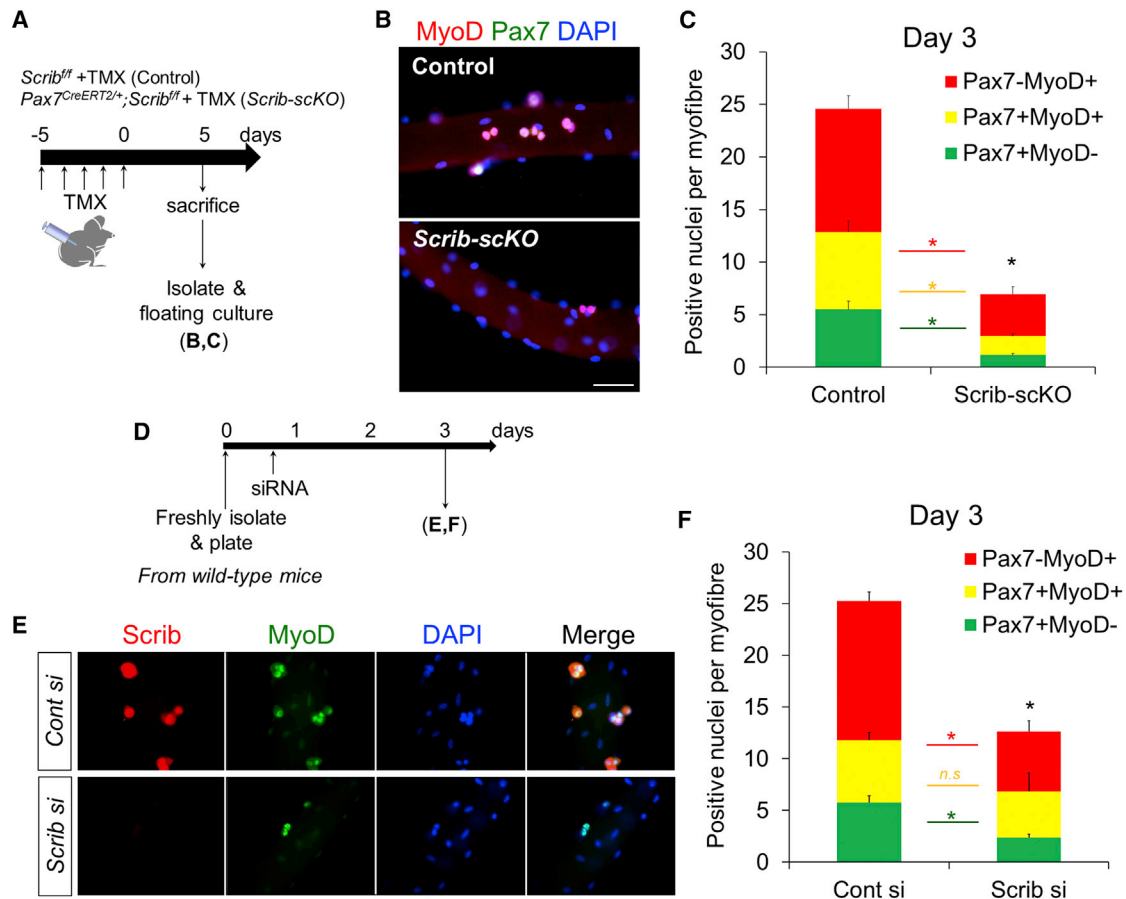 A
Scrib^f/f +TMX (Control)
Pax7^CreERT2/+;Scrib^f/f + TMX (Scrib-scKO)
-5 0 5 days
TMX
sacrifice
Isolate &
floating culture
(B,C)
B
MyoD Pax7 DAPI
Control
Scrib-scKO
C
Day 3
Pax7-MyoD+
Pax7+MyoD+
Pax7+MyoD-
Positive nuclei per myofibre
30
25
20
15
10
5
0
*
*
*
*
Control Scrib-scKO
D
0 1 2 3 days
siRNA
Freshly isolate
& plate
(E,F)
From wild-type mice
E
Scrib MyoD DAPI Merge
Cont si
Scrib si
F
Day 3
Pax7-MyoD+
Pax7+MyoD+
Pax7+MyoD-
Positive nuclei per myofibre
30
25
20
15
10
5
0
*
*
n.s
*
Cont si Scrib si